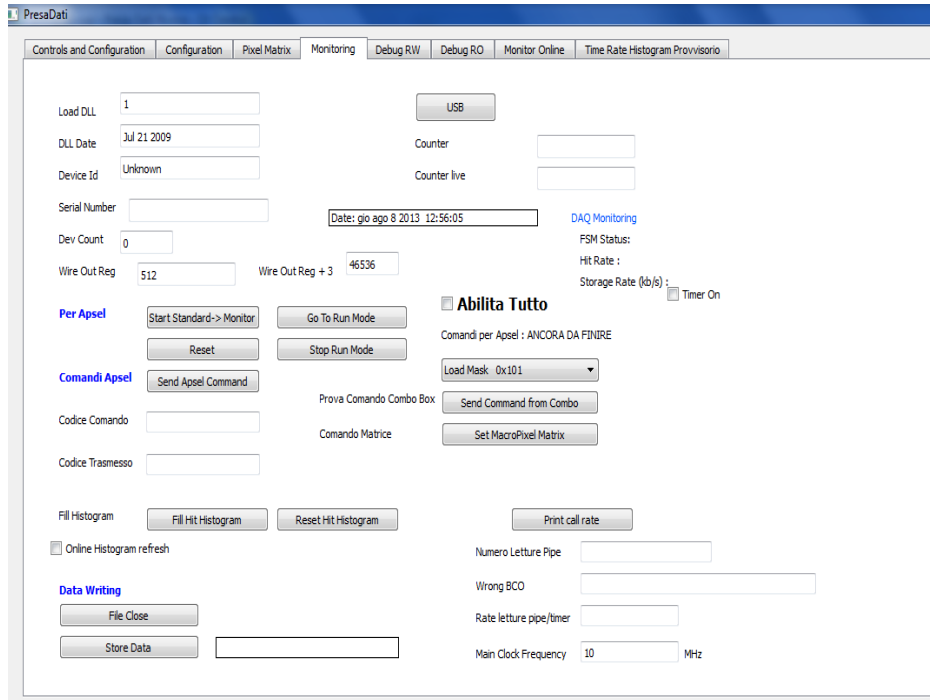 PresaDati
Controls and Configuration Configuration Pixel Matrix Monitoring Debug RW Debug RO Monitor Online Time Rate Histogram Provvisorio
Load DLL 1 USB
DLL Date Jul 21 2009 Counter
Device Id Unknown Counter live
Serial Number Date: gio ago 8 2013 12:56:05 DAQ Monitoring
Dev Count 0 FSM Status:
Wire Out Reg 512 Wire Out Reg + 3 46536 Hit Rate :
Storage Rate (kb/s) :
Timer On
Abilita Tutto
Per Apsel Start Standard-> Monitor Go To Run Mode
Comandi per Apsel : ANCORA DA FINIRE
Reset Stop Run Mode
Load Mask 0x101
Comandi Apsel Send Apsel Command
Prova Comando Combo Box Send Command from Combo
Codice Comando
Comando Matrice Set MacroPixel Matrix
Codice Trasmesso
Fill Histogram Fill Hit Histogram Reset Hit Histogram Print call rate
Online Histogram refresh Numero Letture Pipe
Data Writing Wrong BCO
File Close Rate letture pipe/timer
Store Data Main Clock Frequency 10 MHz